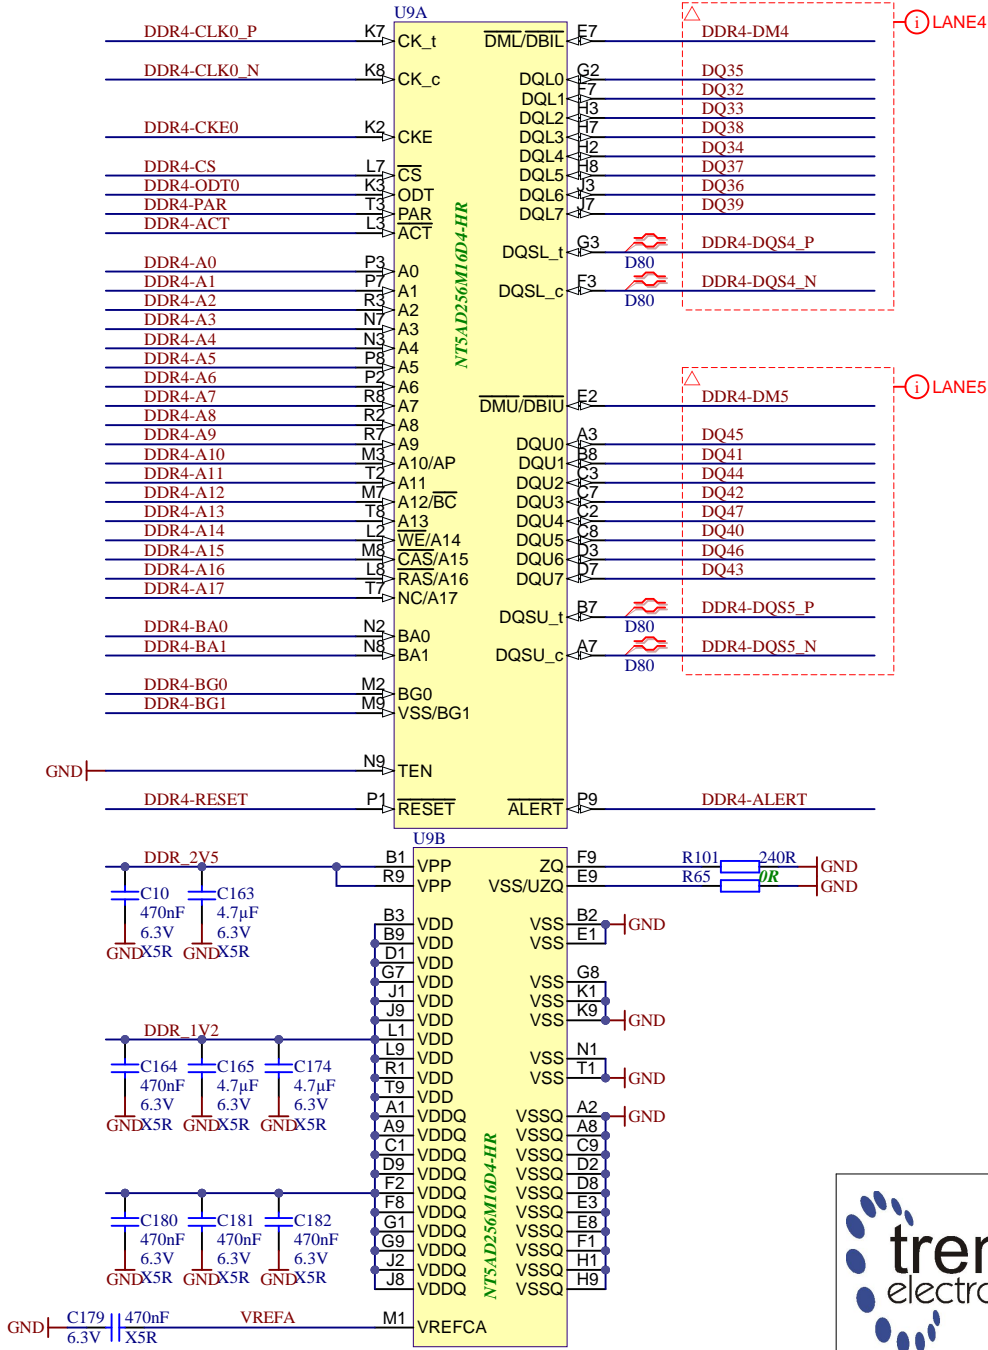 U9A
DDR4-CLK0_P K7 CK_t DML/DBIL E7 DDR4-DM4 i LANE4
DDR4-CLK0_N K8 CK_c DQL0 G2 DQ35
DQL1 F7 DQ32
DQL2 H3 DQ33
DDR4-CKE0 K2 CKE DQL3 H7 DQ38
DQL4 H2 DQ34
DDR4-CS L7 CS DQL5 H8 DQ37
DDR4-ODT0 K3 ODT DQL6 J3 DQ36
DDR4-PAR T3 PAR DQL7 J7 DQ39
DDR4-ACT L3 ACT
DQSL_t G3 D80 DDR4-DQS4_P
DDR4-A0 P3 A0
DDR4-A1 P7 A1 DQSL_c F3 D80 DDR4-DQS4_N
DDR4-A2 R3 A2
DDR4-A3 N7 A3
DDR4-A4 N3 A4
DDR4-A5 P8 A5
DDR4-A6 P2 A6
DDR4-A7 R8 A7 DMU/DBIU E2 DDR4-DM5 i LANE5
DDR4-A8 R2 A8
DDR4-A9 R7 A9 DQU0 A3 DQ45
DDR4-A10 M3 A10/AP DQU1 B8 DQ41
DDR4-A11 T2 A11 DQU2 C3 DQ44
DDR4-A12 M7 A12/BC DQU3 C7 DQ42
DDR4-A13 T8 A13 DQU4 C2 DQ47
DDR4-A14 L2 WE/A14 DQU5 C8 DQ40
DDR4-A15 M8 CAS/A15 DQU6 D3 DQ46
DDR4-A16 L8 RAS/A16 DQU7 D7 DQ43
DDR4-A17 T7 NC/A17
DQSU_t B7 D80 DDR4-DQS5_P
DDR4-BA0 N2 BA0
DDR4-BA1 N8 BA1 DQSU_c A7 D80 DDR4-DQS5_N
DDR4-BG0 M2 BG0
DDR4-BG1 M9 VSS/BG1
GND N9 TEN
DDR4-RESET P1 RESET ALERT P9 DDR4-ALERT
NT5AD256M16D4-HR
U9B
DDR_2V5 B1 VPP ZQ F9 R101 240R GND
R9 VPP VSS/UZQ E9 R65 0R GND
C10 470nF 6.3V X5R GND
C163 4.7µF 6.3V X5R GND
B3 VDD VSS B2 GND
B9 VDD VSS E1
D1 VDD
G7 VDD VSS G8
J1 VDD VSS K1
J9 VDD VSS K9 GND
DDR_1V2 L1 VDD
L9 VDD VSS N1
R1 VDD VSS T1 GND
T9 VDD
C164 470nF 6.3V X5R GND
C165 4.7µF 6.3V X5R GND
C174 4.7µF 6.3V X5R GND
A1 VDDQ VSSQ A2 GND
A9 VDDQ VSSQ A8
C1 VDDQ VSSQ C9
D9 VDDQ VSSQ D2
F2 VDDQ VSSQ D8
F8 VDDQ VSSQ E3
G1 VDDQ VSSQ E8
G9 VDDQ VSSQ F1
J2 VDDQ VSSQ H1
J8 VDDQ VSSQ H9
C180 470nF 6.3V X5R GND
C181 470nF 6.3V X5R GND
C182 470nF 6.3V X5R GND
NT5AD256M16D4-HR
GND C179 6.3V 470nF X5R VREFA M1 VREFCA
tren
electro